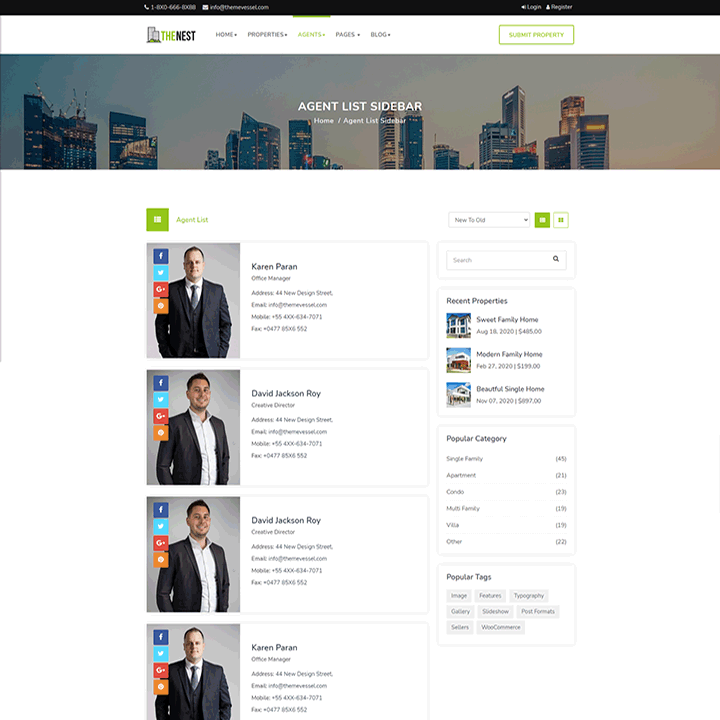 1-8X0-666-8X88 info@themevessel.com Login Register
THENEST HOME PROPERTIES AGENTS PAGES BLOG SUBMIT PROPERTY
AGENT LIST SIDEBAR
Home / Agent List Sidebar
Agent List New To Old
Karen Paran
Office Manager
Address: 44 New Design Street,
Email: info@themevessel.com
Mobile: +55 4XX-634-7071
Fax: +0477 85X6 552
David Jackson Roy
Creative Director
Address: 44 New Design Street,
Email: info@themevessel.com
Mobile: +55 4XX-634-7071
Fax: +0477 85X6 552
David Jackson Roy
Creative Director
Address: 44 New Design Street,
Email: info@themevessel.com
Mobile: +55 4XX-634-7071
Fax: +0477 85X6 552
Karen Paran
Office Manager
Address: 44 New Design Street,
Email: info@themevessel.com
Mobile: +55 4XX-634-7071
Fax: +0477 85X6 552
Search
Recent Properties
Sweet Family Home
Aug 18, 2020 | $485,00
Modern Family Home
Feb 27, 2020 | $199,00
Beautful Single Home
Nov 07, 2020 | $897,00
Popular Category
Single Family (45)
Apartment (21)
Condo (23)
Multi Family (19)
Villa (19)
Other (22)
Popular Tags
Image Features Typography
Gallery Slideshow Post Formats
Sellers WooCommerce